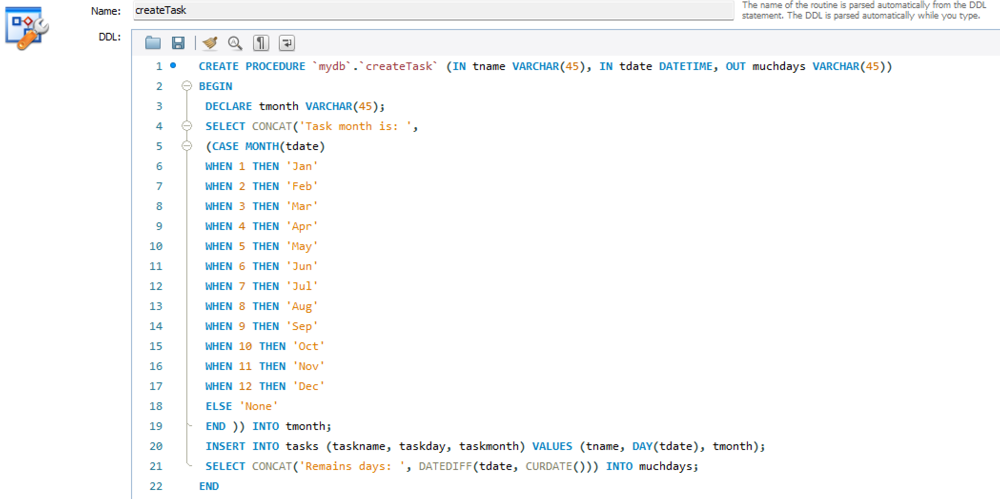 Name: createTask
The name of the routine is parsed automatically from the DDL
statement. The DDL is parsed automatically while you type.
DDL:
1 CREATE PROCEDURE `mydb`.`createTask` (IN tname VARCHAR(45), IN tdate DATETIME, OUT muchdays VARCHAR(45))
2 BEGIN
3 DECLARE tmonth VARCHAR(45);
4 SELECT CONCAT('Task month is: ',
5 (CASE MONTH(tdate)
6 WHEN 1 THEN 'Jan'
7 WHEN 2 THEN 'Feb'
8 WHEN 3 THEN 'Mar'
9 WHEN 4 THEN 'Apr'
10 WHEN 5 THEN 'May'
11 WHEN 6 THEN 'Jun'
12 WHEN 7 THEN 'Jul'
13 WHEN 8 THEN 'Aug'
14 WHEN 9 THEN 'Sep'
15 WHEN 10 THEN 'Oct'
16 WHEN 11 THEN 'Nov'
17 WHEN 12 THEN 'Dec'
18 ELSE 'None'
19 END )) INTO tmonth;
20 INSERT INTO tasks (taskname, taskday, taskmonth) VALUES (tname, DAY(tdate), tmonth);
21 SELECT CONCAT('Remains days: ', DATEDIFF(tdate, CURDATE())) INTO muchdays;
22 END